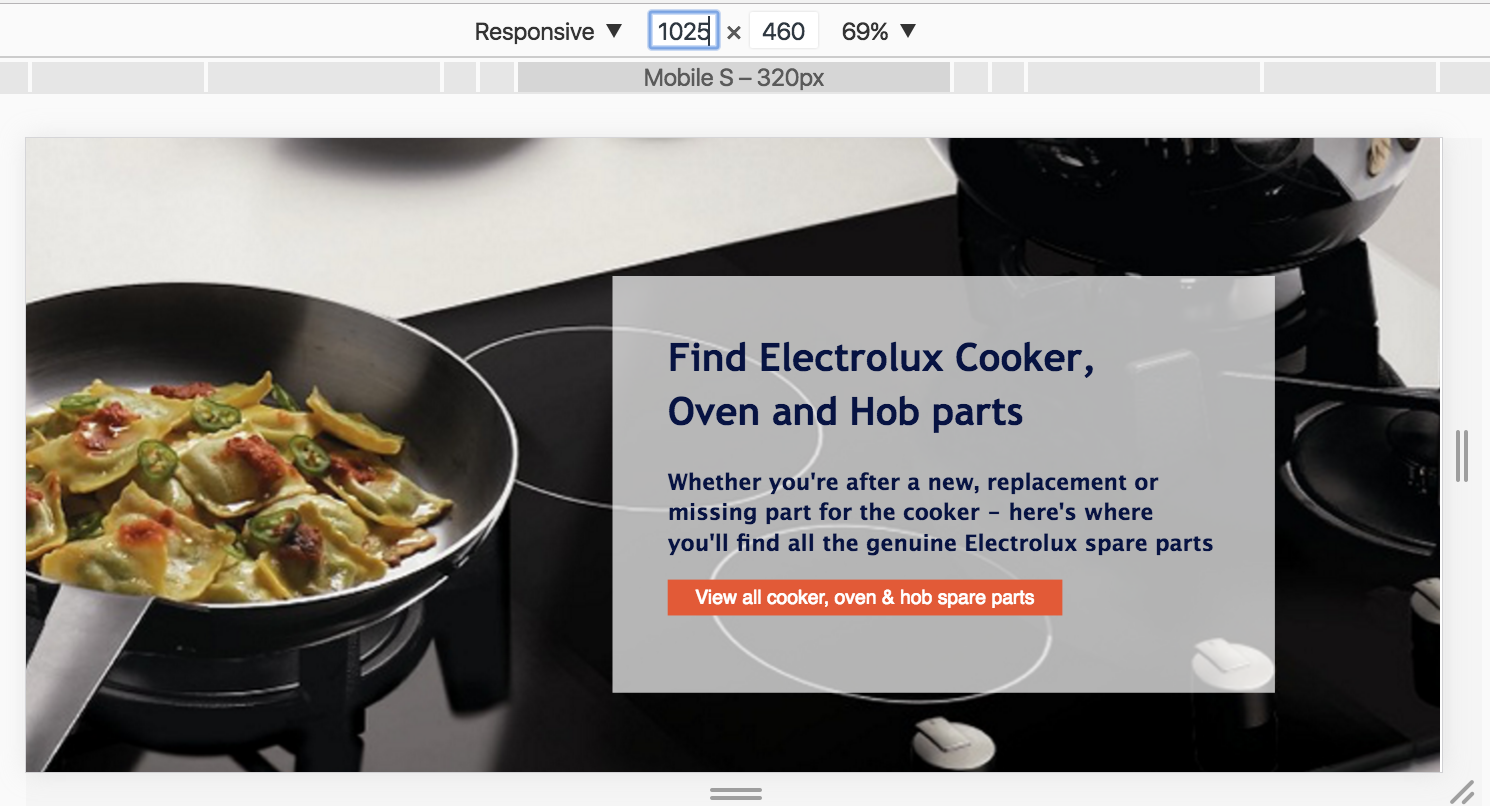 Responsive ▼ 1025 × 460 69% ▼
Mobile S – 320px
Find Electrolux Cooker,
Oven and Hob parts
Whether you're after a new, replacement or
missing part for the cooker – here's where
you'll find all the genuine Electrolux spare parts
View all cooker, oven & hob spare parts